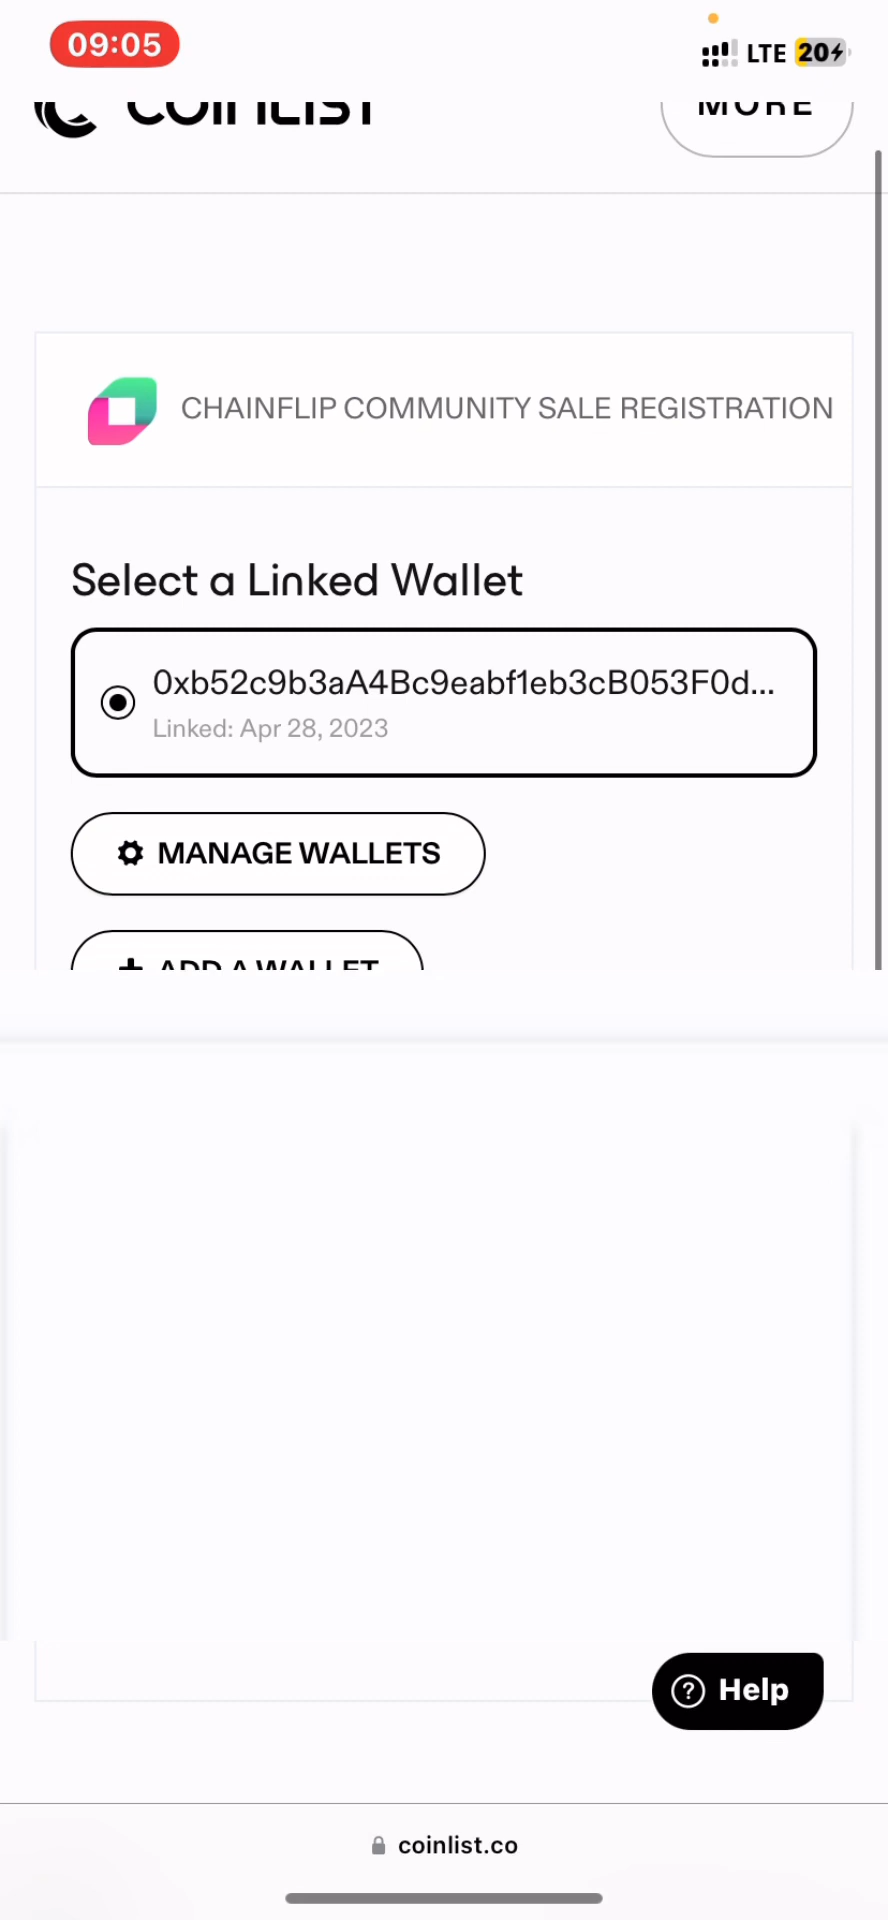 09:05
LTE 20
COINLIST
MORE
CHAINFLIP COMMUNITY SALE REGISTRATION
Select a Linked Wallet
0xb52c9b3aA4Bc9eabf1eb3cB053F0d...
Linked: Apr 28, 2023
MANAGE WALLETS
+ ADD A WALLET
? Help
coinlist.co